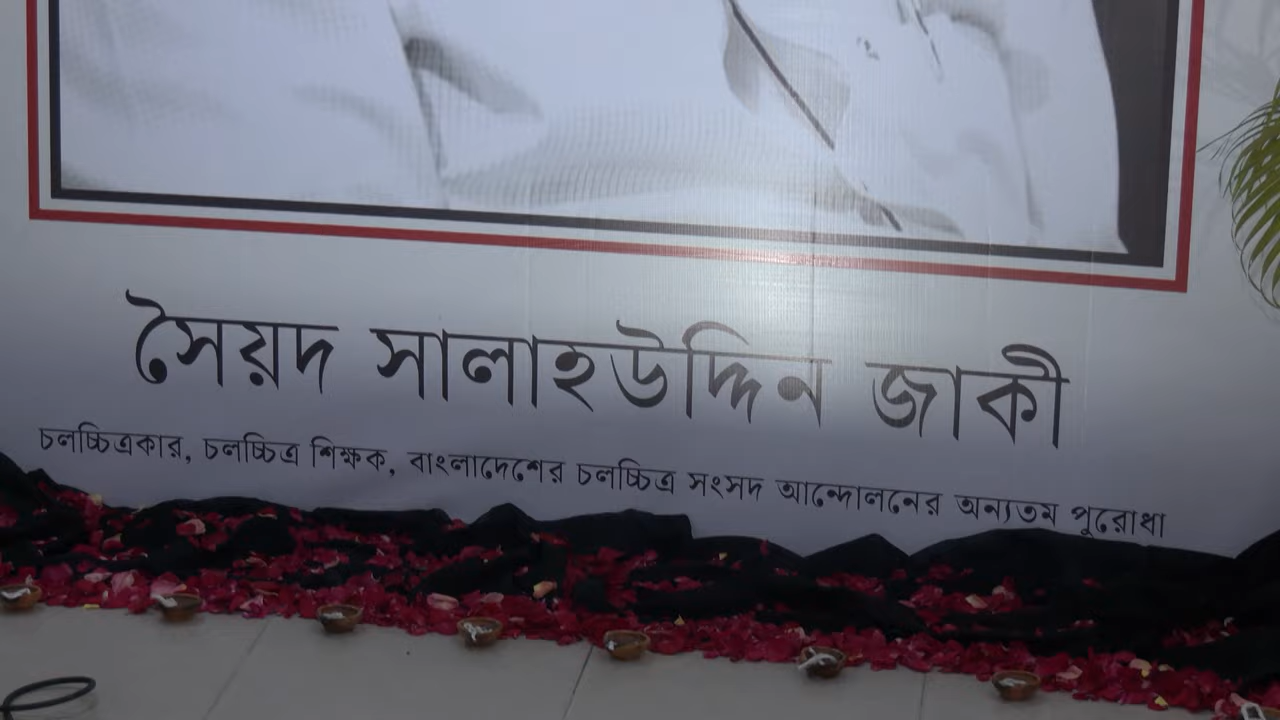 সৈয়দ সালাহউদ্দিন জাকী
চলচ্চিত্রকার, চলচ্চিত্র শিক্ষক, বাংলাদেশের চলচ্চিত্র সংসদ আন্দোলনের অন্যতম পুরোধা